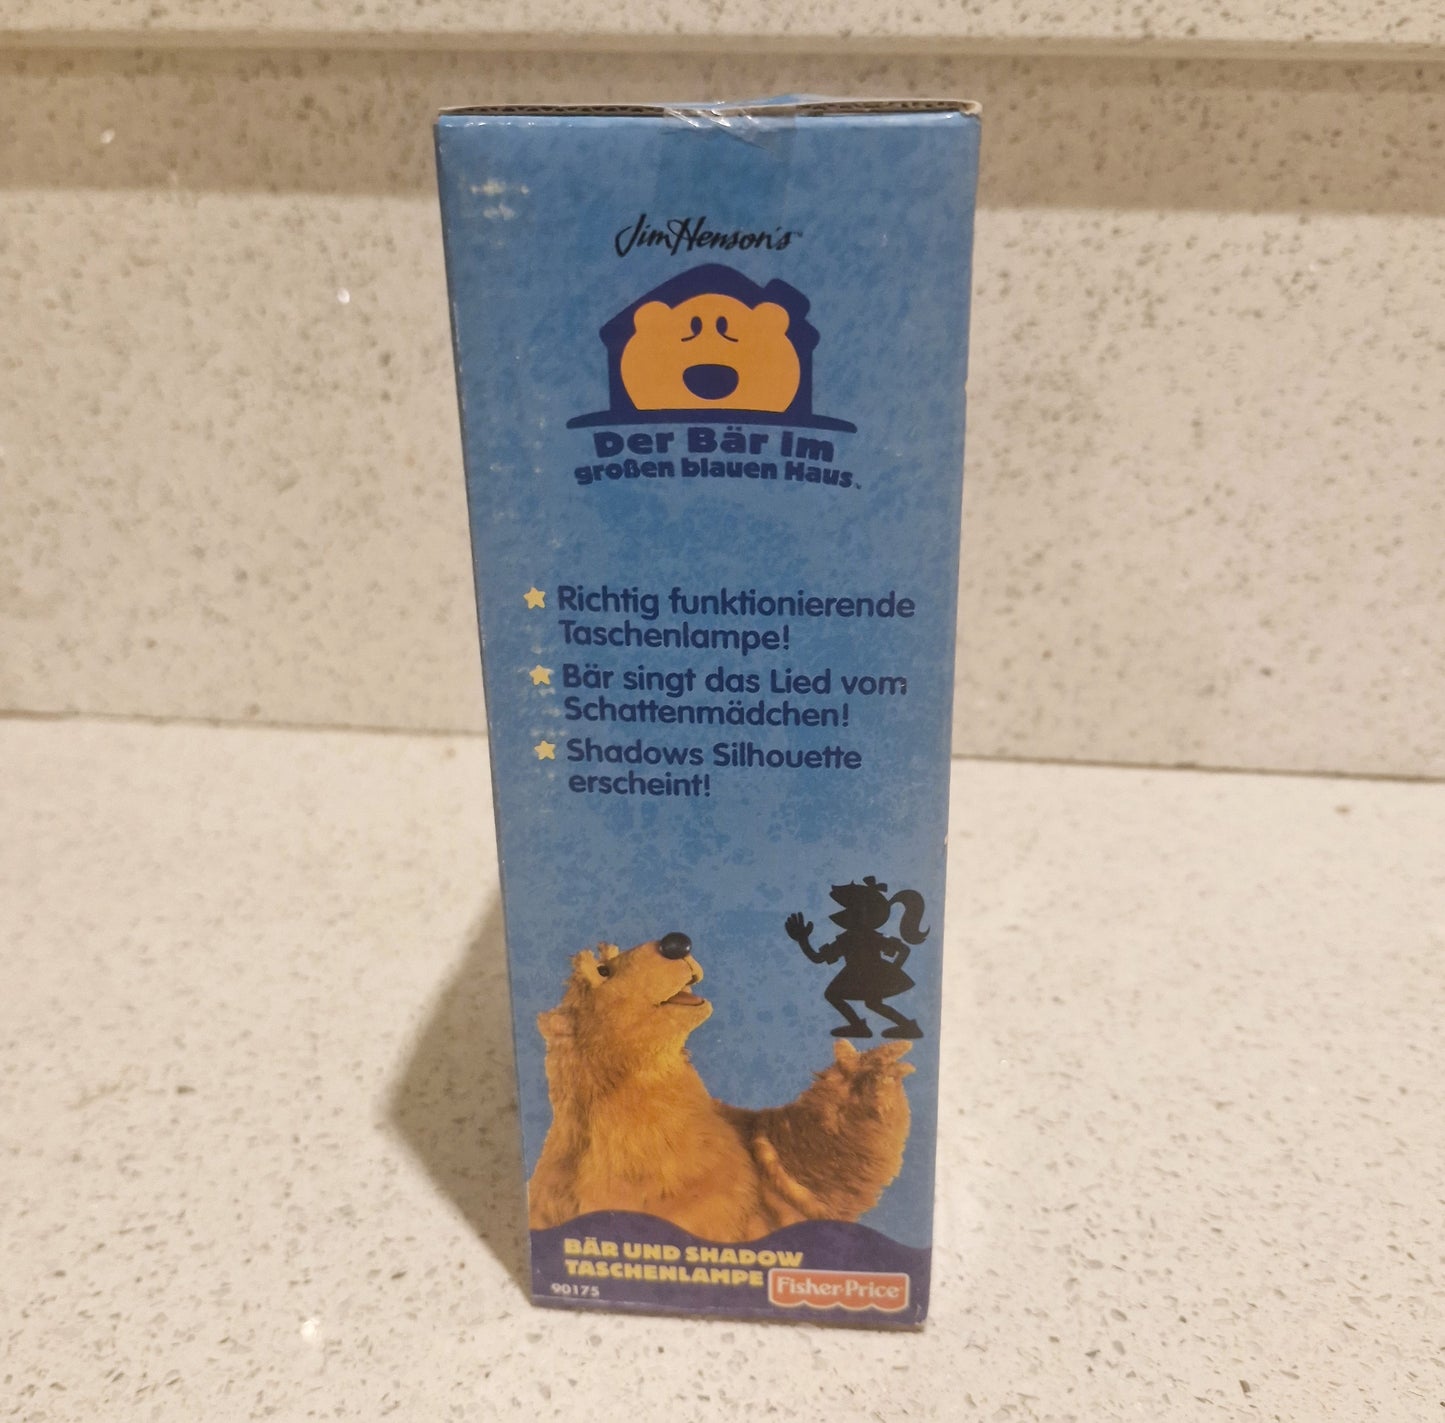 Jim Henson's™
Der Bär im
großen blauen Haus
Richtig funktionierende
Taschenlampe!
Bär singt das Lied vom
Schattenmädchen!
Shadows Silhouette
erscheint!
BÄR UND SHADOW
TASCHENLAMPE
90175
Fisher-Price